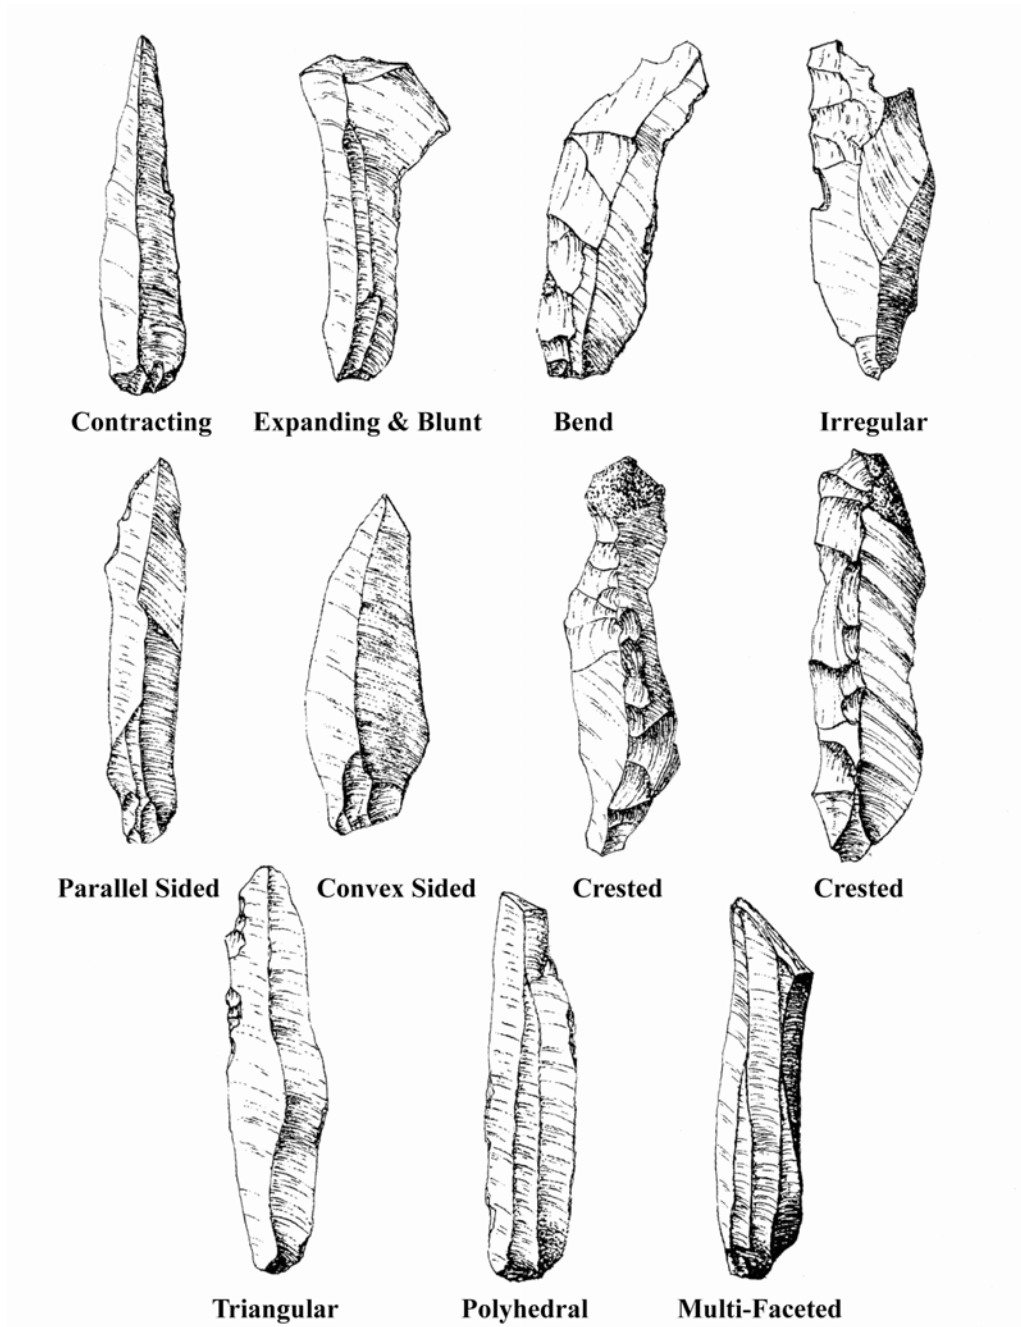 Contracting
Expanding & Blunt
Bend
Irregular
Parallel Sided
Convex Sided
Crested
Crested
Triangular
Polyhedral
Multi-Faceted